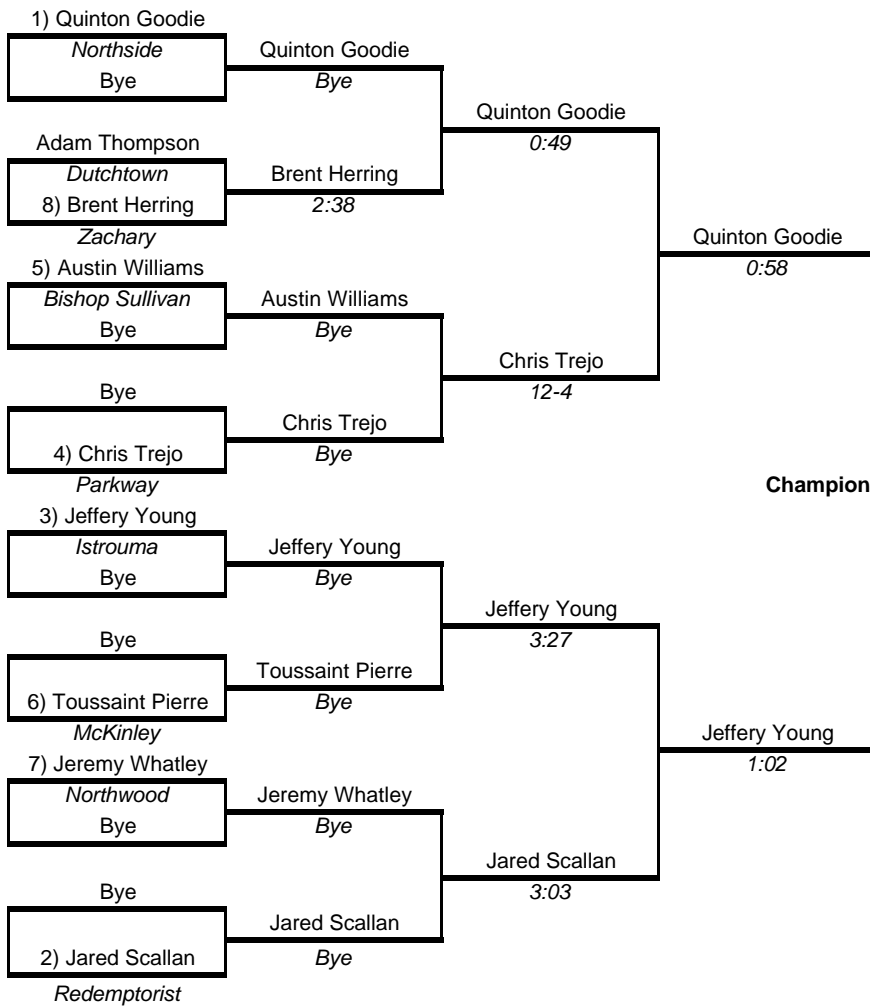 1) Quinton Goodie
Northside
Bye
Quinton Goodie
Bye
Quinton Goodie
0:49
Adam Thompson
Dutchtown
8) Brent Herring
Zachary
Brent Herring
2:38
Quinton Goodie
0:58
5) Austin Williams
Bishop Sullivan
Bye
Austin Williams
Bye
Chris Trejo
12-4
Bye
4) Chris Trejo
Parkway
Chris Trejo
Bye
Champion
3) Jeffery Young
Istrouma
Bye
Jeffery Young
Bye
Jeffery Young
3:27
Bye
6) Toussaint Pierre
McKinley
Toussaint Pierre
Bye
Jeffery Young
1:02
7) Jeremy Whatley
Northwood
Bye
Jeremy Whatley
Bye
Jared Scallan
3:03
Bye
2) Jared Scallan
Redemptorist
Jared Scallan
Bye